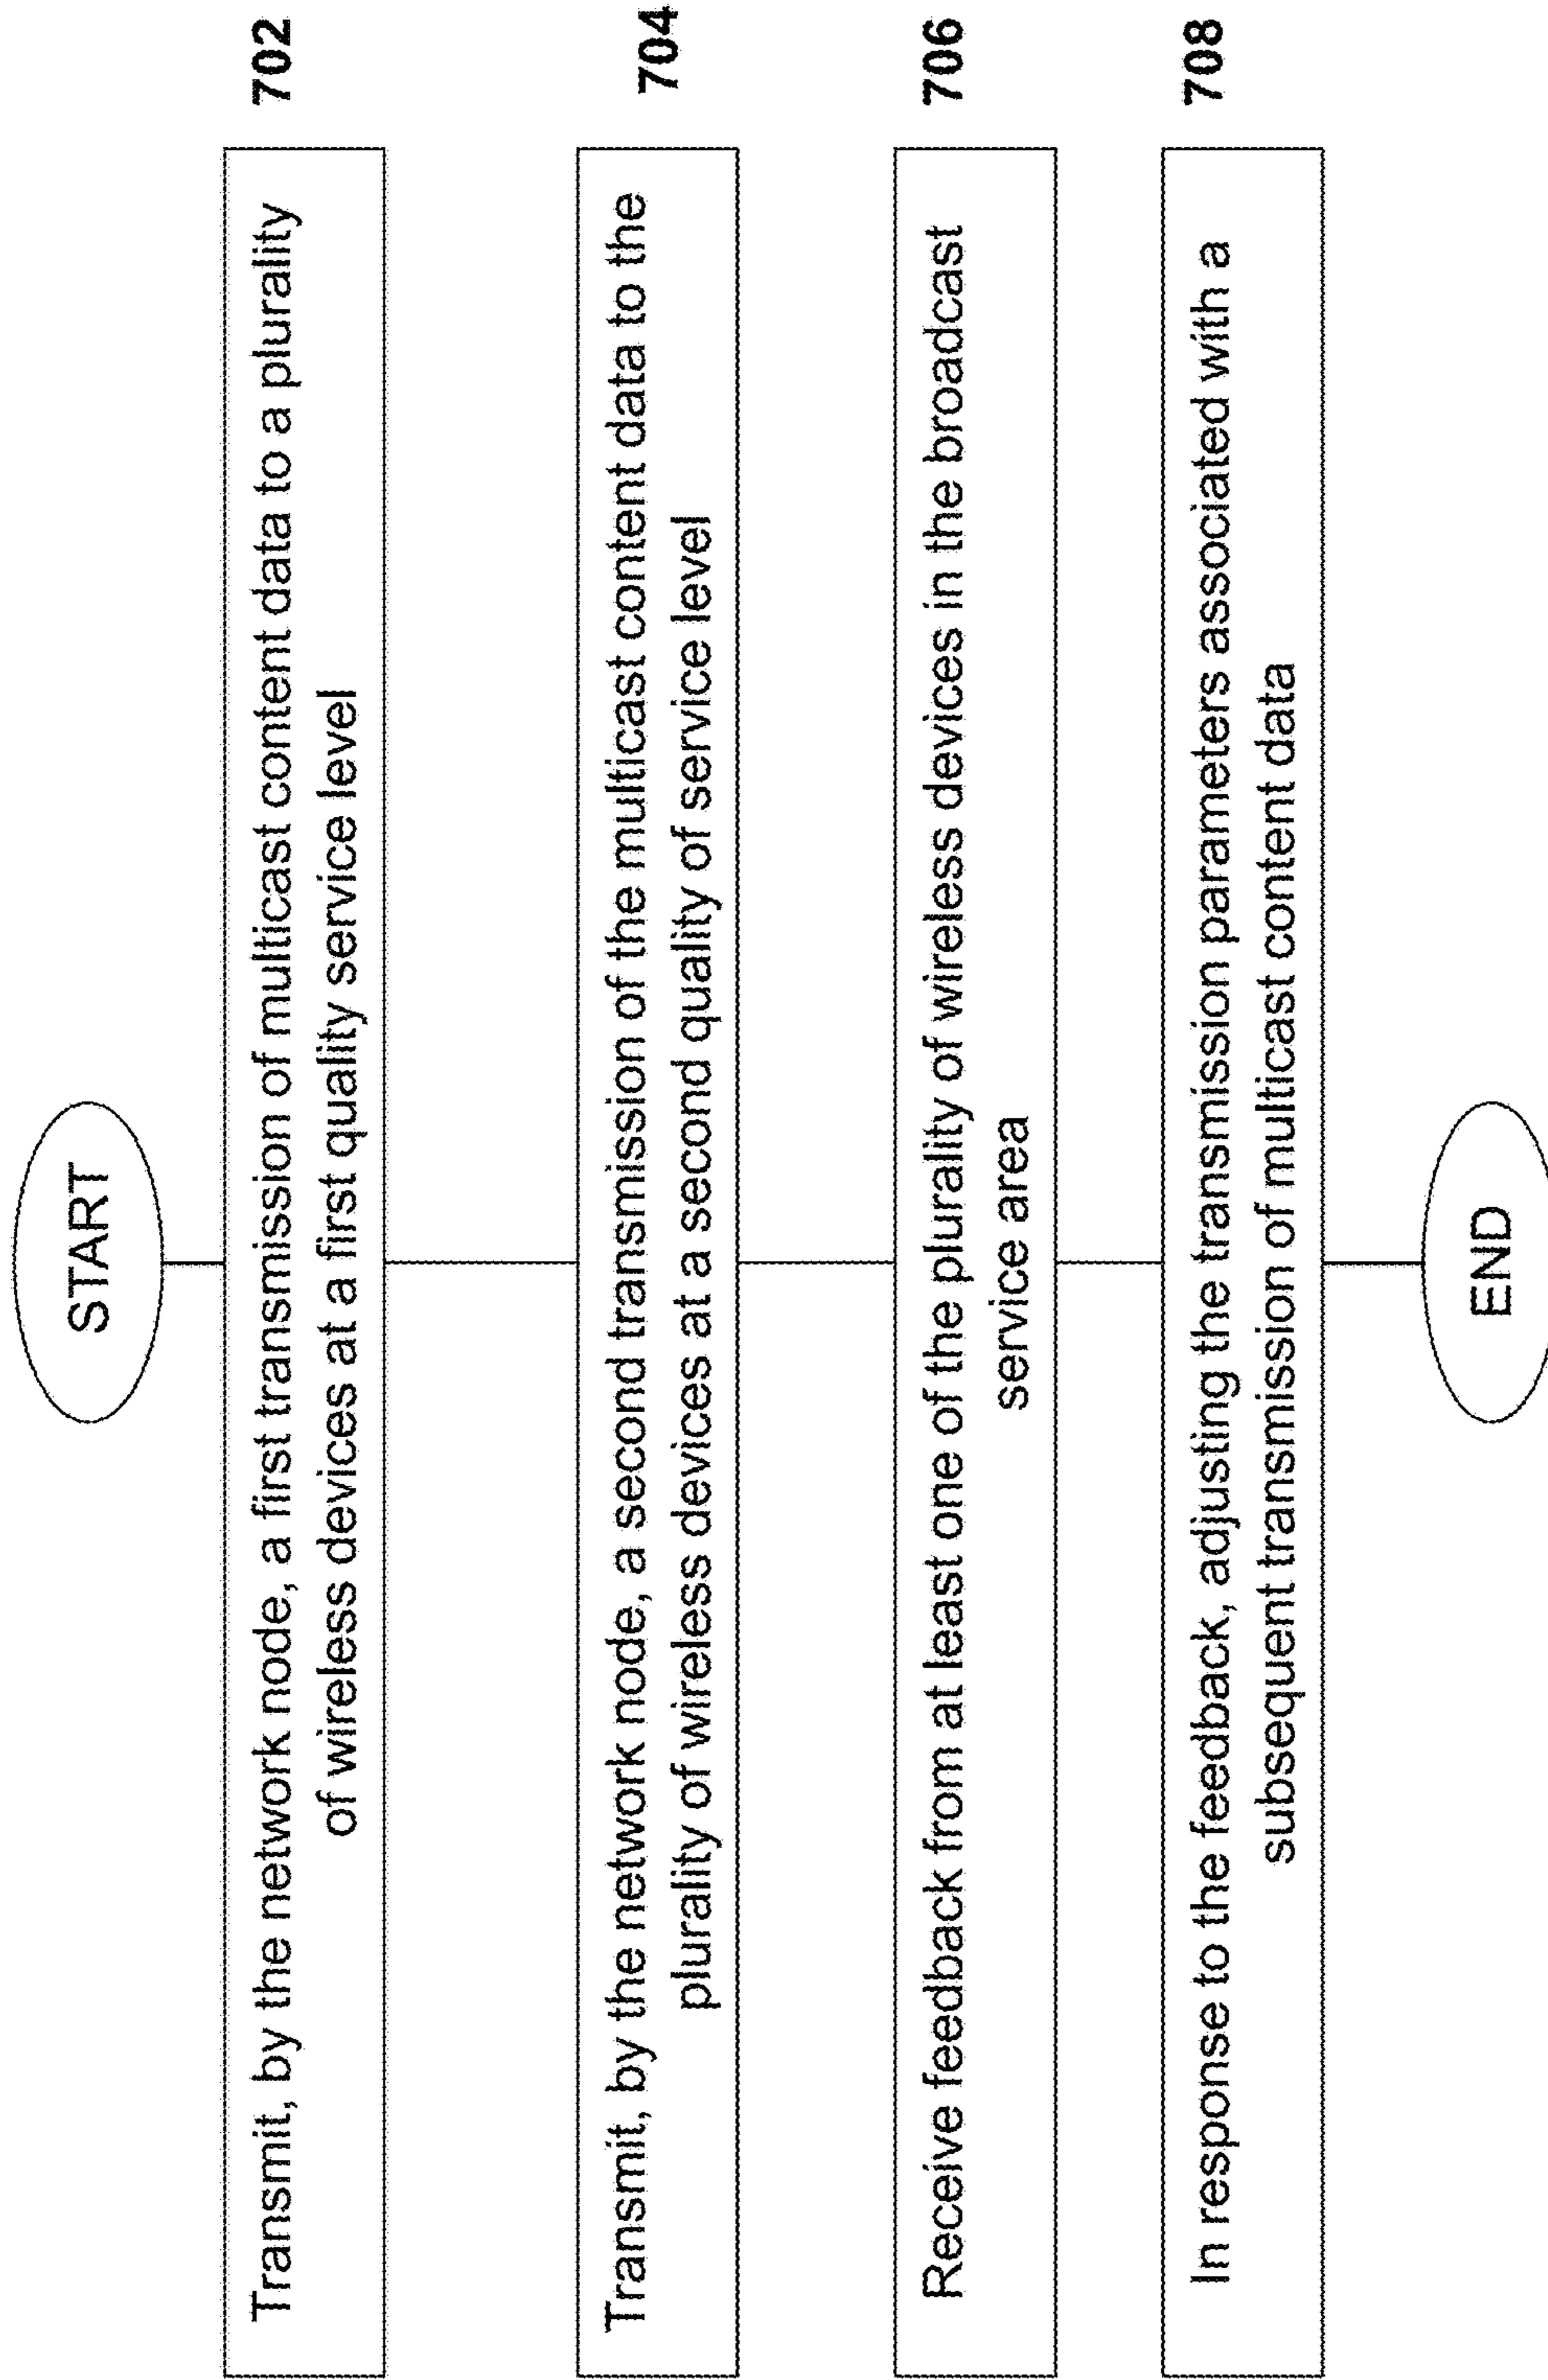 START
Transmit, by the network node, a first transmission of multicast content data to a plurality
of wireless devices at a first quality service level
702
Transmit, by the network node, a second transmission of the multicast content data to the
plurality of wireless devices at a second quality of service level
704
Receive feedback from at least one of the plurality of wireless devices in the broadcast
service area
706
In response to the feedback, adjusting the transmission parameters associated with a
subsequent transmission of multicast content data
708
END